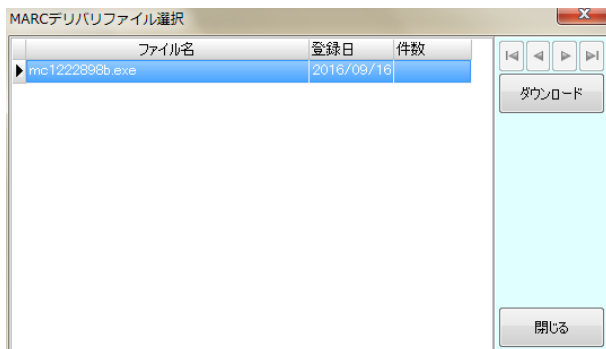 MARCデリバリファイル選択
ファイル名 登録日 件数
mc1222898b.exe 2016/09/16
ダウンロード
閉じる